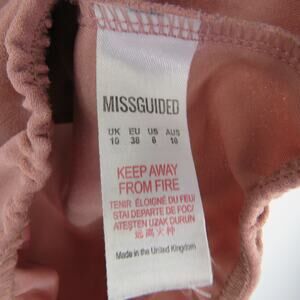 MISSGUIDED
UK EU US AUS
10 38 6 10
KEEP AWAY
FROM FIRE
TENIR ÉLOIGNÉ DU FEU/
STAI DEPARTE DE FOC/
ATEŞTEN UZAK DURUN
远离火种
Made in the United Kingdom